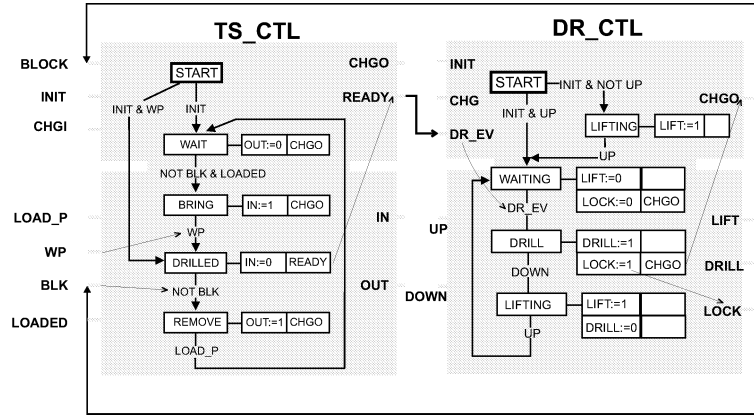 TS_CTL
BLOCK
INIT
CHGI
LOAD_P
WP
BLK
LOADED
CHGO
READY
IN
OUT
START
INIT & WP
INIT
WAIT
OUT:=0 CHGO
NOT BLK & LOADED
BRING
IN:=1 CHGO
WP
DRILLED
IN:=0 READY
NOT BLK
REMOVE
OUT:=1 CHGO
LOAD_P
DR_CTL
INIT
CHG
DR_EV
UP
DOWN
CHGO
LIFT
DRILL
LOCK
START
INIT & NOT UP
INIT & UP
LIFTING
LIFT:=1
UP
WAITING
LIFT:=0
LOCK:=0 CHGO
DR_EV
DRILL
DRILL:=1
LOCK:=1 CHGO
DOWN
LIFTING
LIFT:=1
DRILL:=0
UP